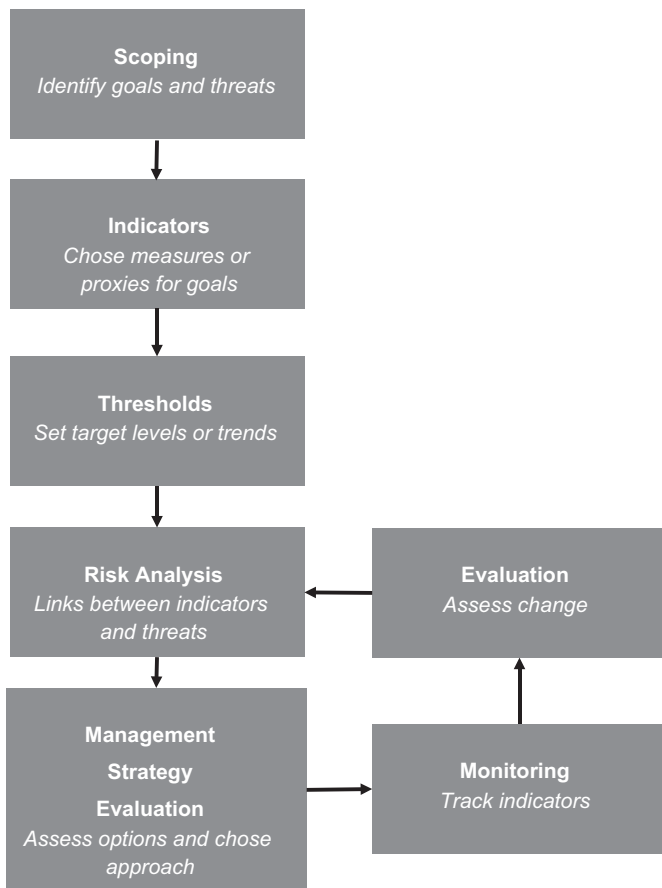 Scoping
Identify goals and threats
Indicators
Chose measures or
proxies for goals
Thresholds
Set target levels or trends
Risk Analysis
Links between indicators
and threats
Management
Strategy
Evaluation
Assess options and chose
approach
Monitoring
Track indicators
Evaluation
Assess change